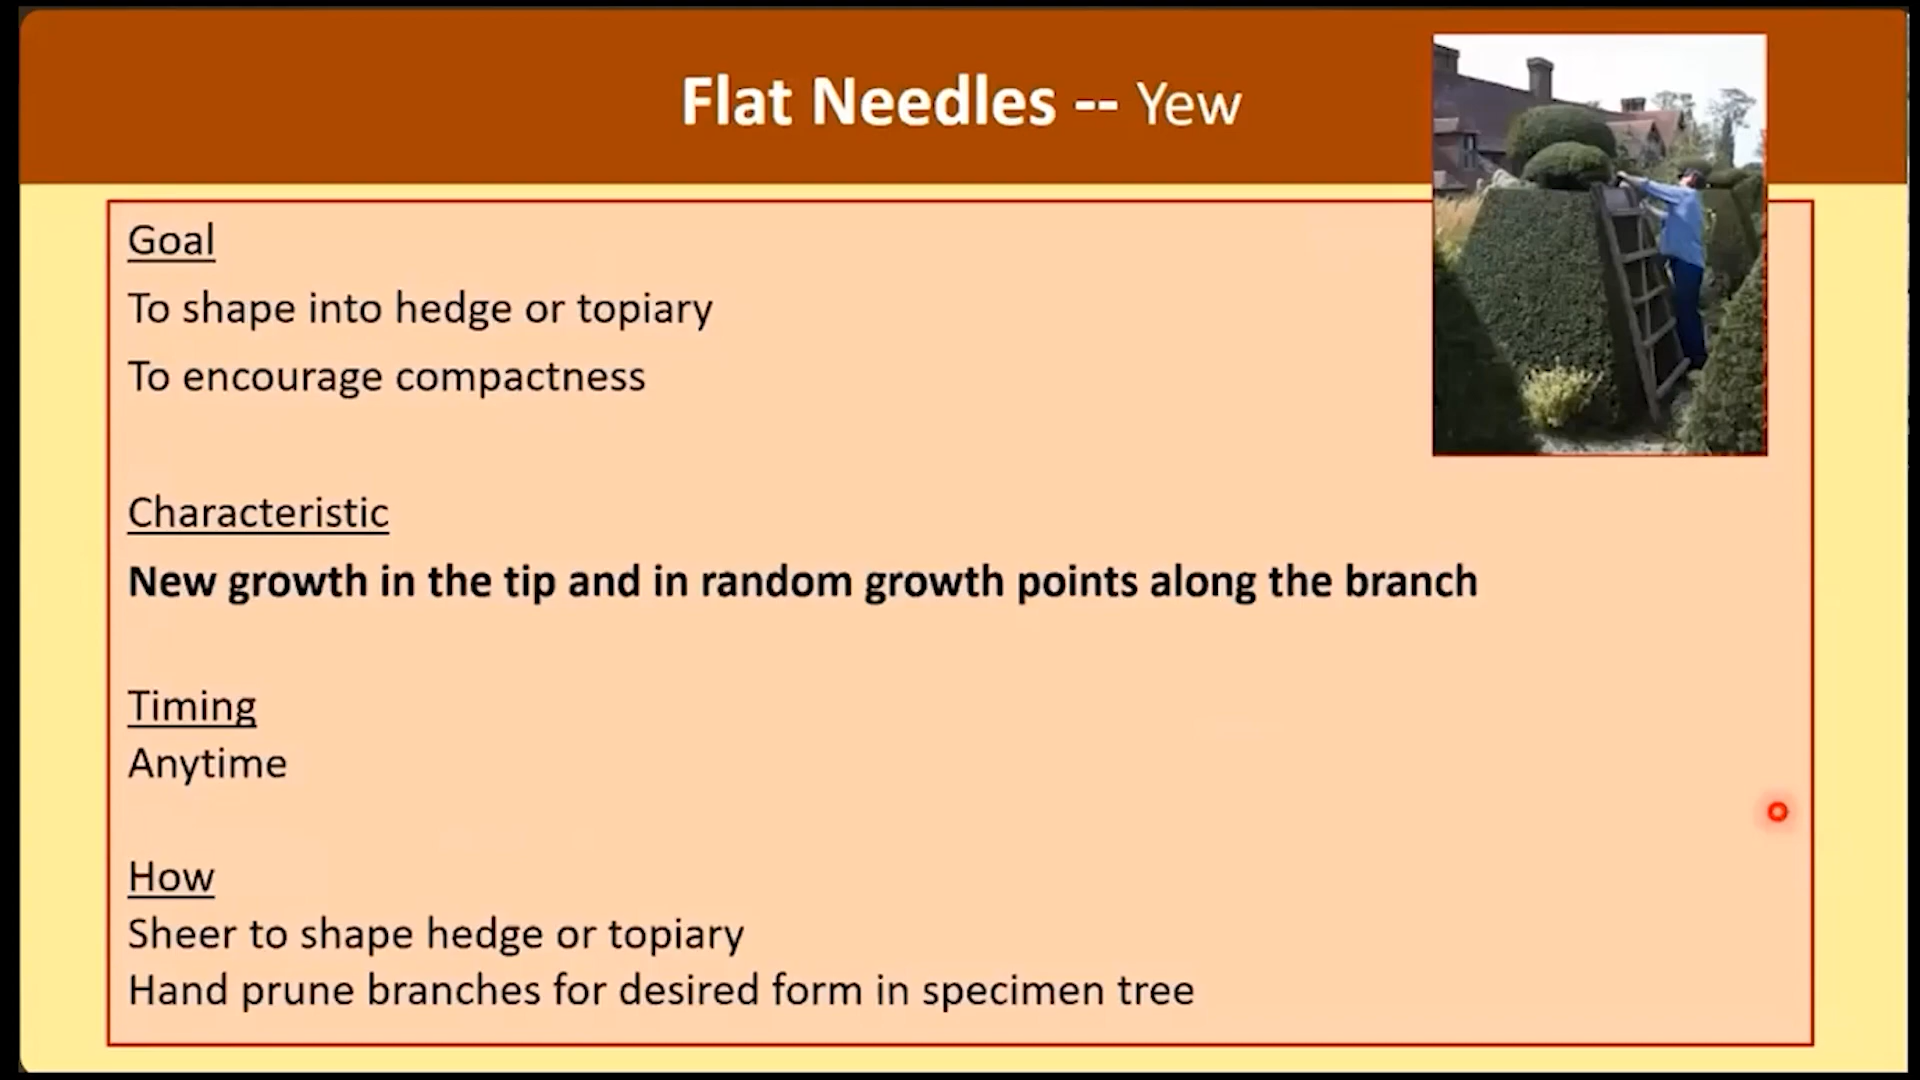 Flat Needles -- Yew
Goal
To shape into hedge or topiary
To encourage compactness
Characteristic
New growth in the tip and in random growth points along the branch
Timing
Anytime
How
Sheer to shape hedge or topiary
Hand prune branches for desired form in specimen tree